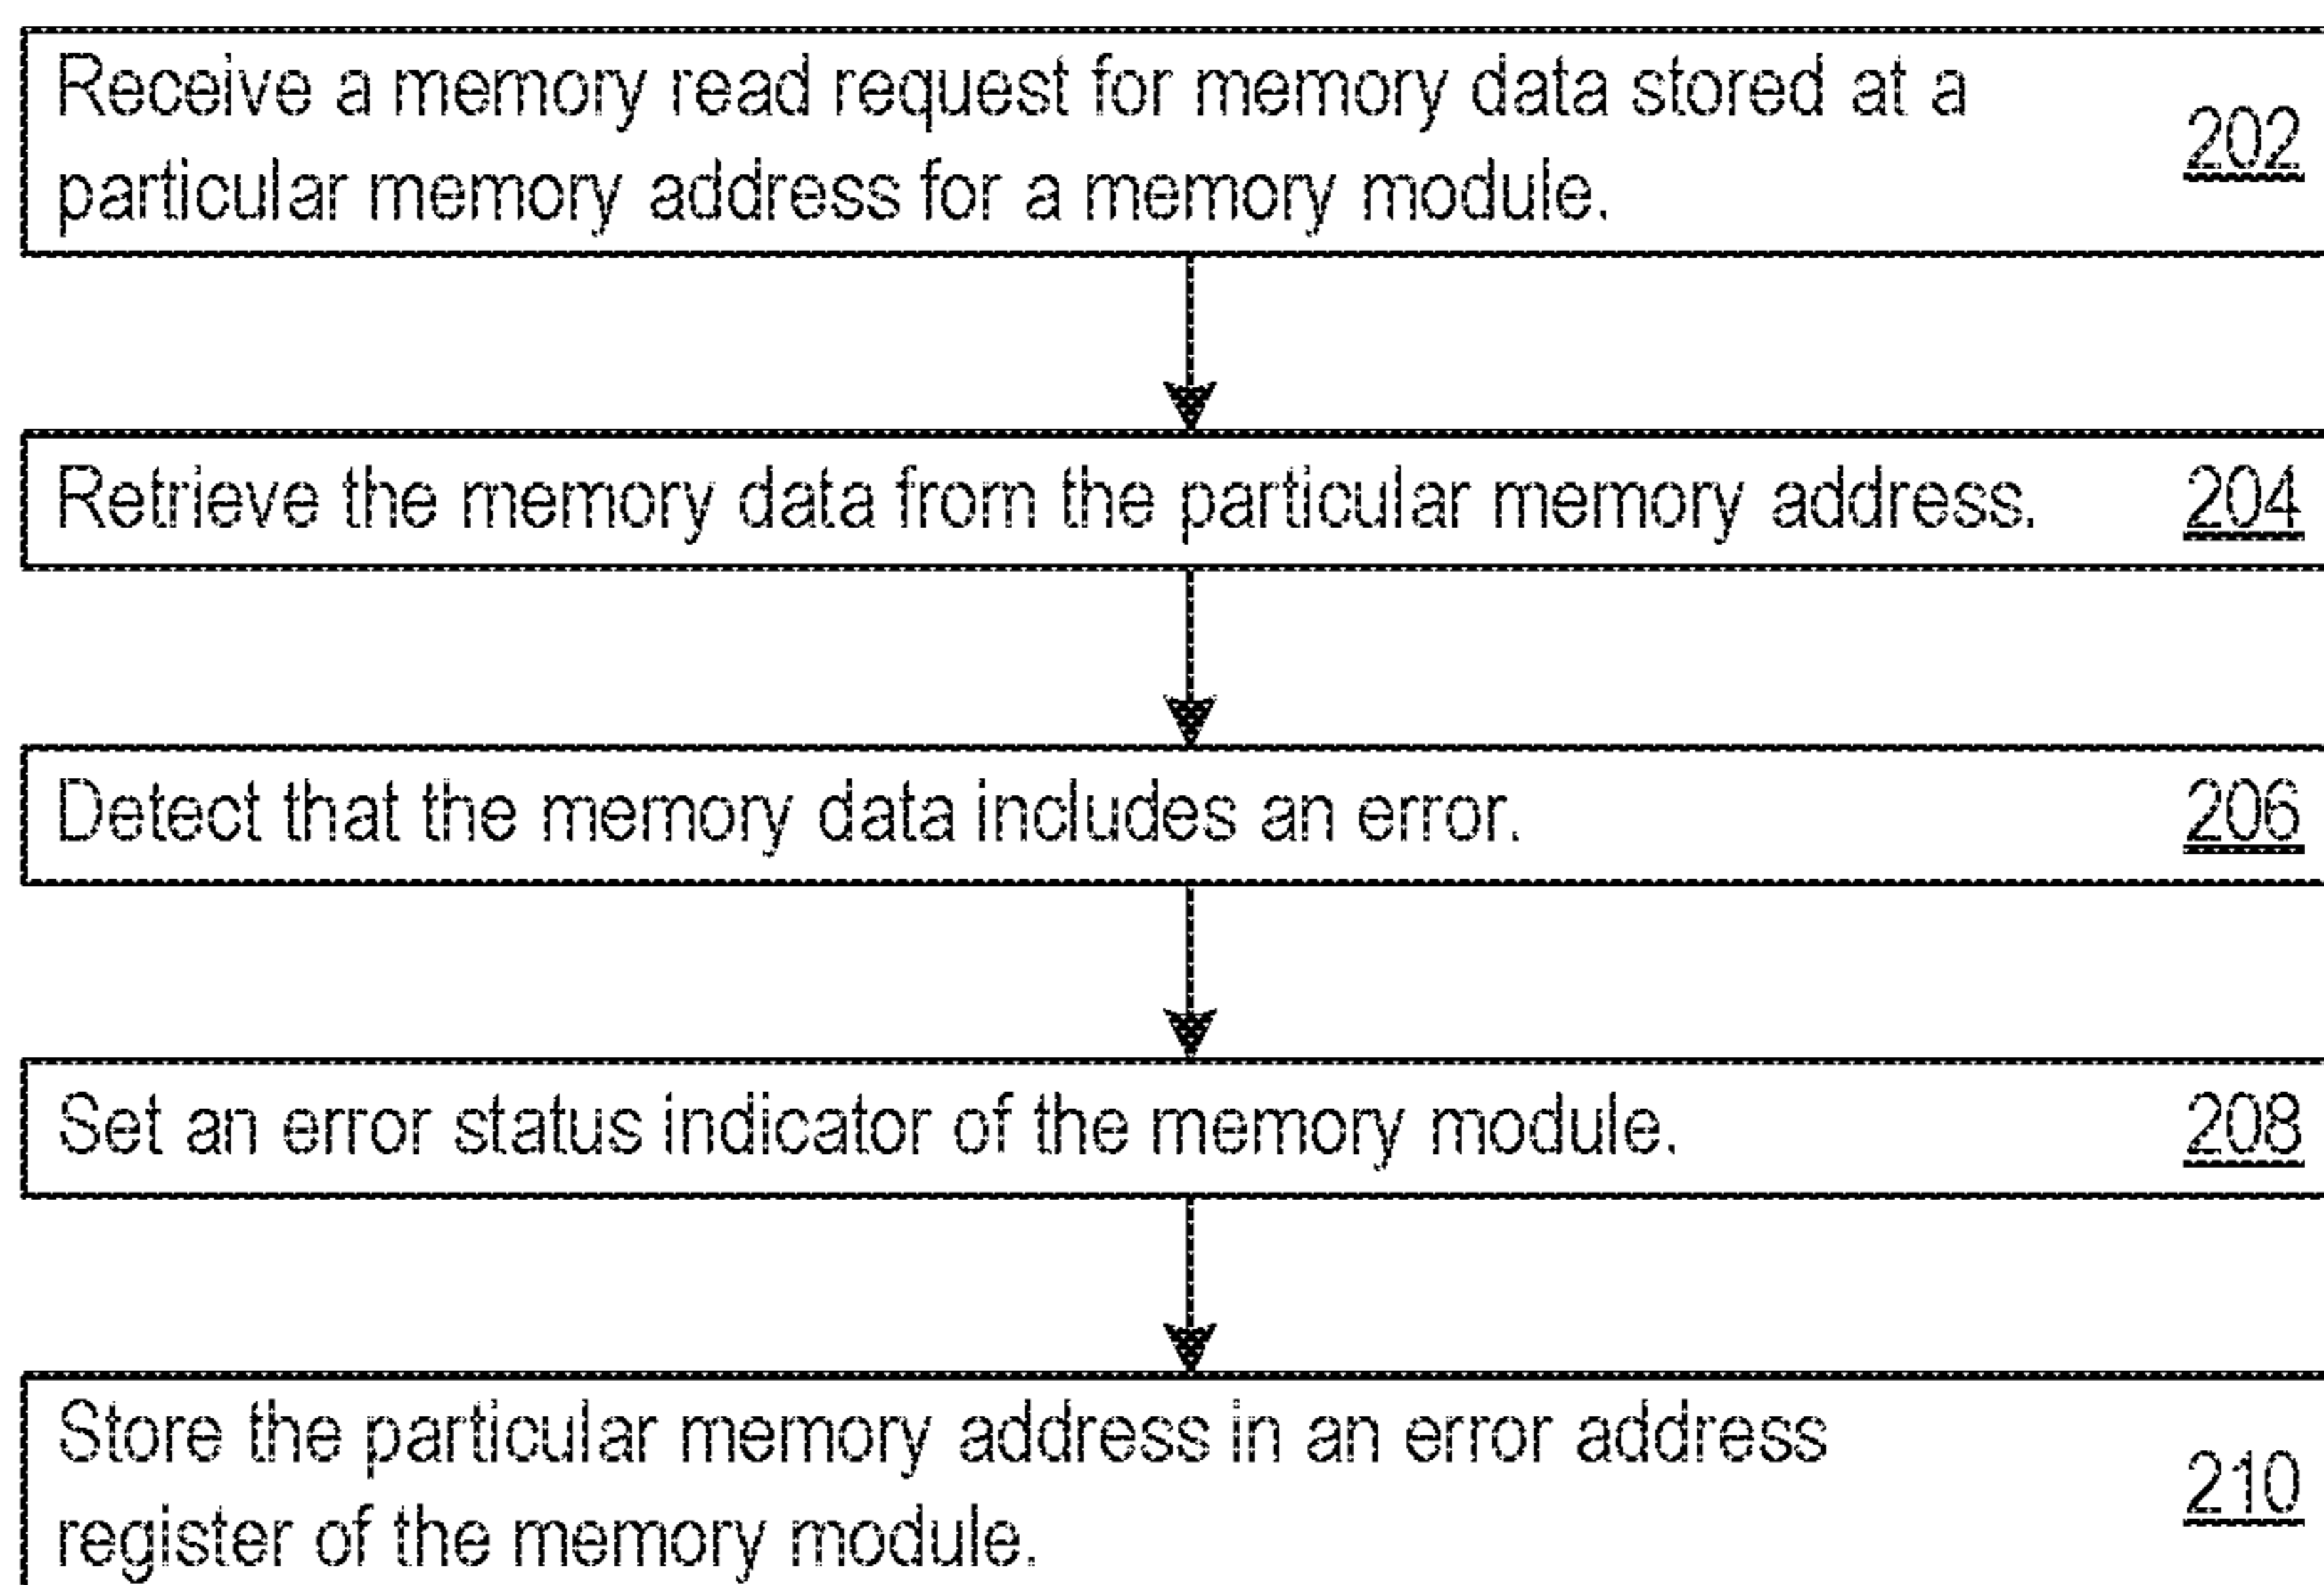 Receive a memory read request for memory data stored at a
particular memory address for a memory module.
202
Retrieve the memory data from the particular memory address.
204
Detect that the memory data includes an error.
206
Set an error status indicator of the memory module.
208
Store the particular memory address in an error address
register of the memory module.
210